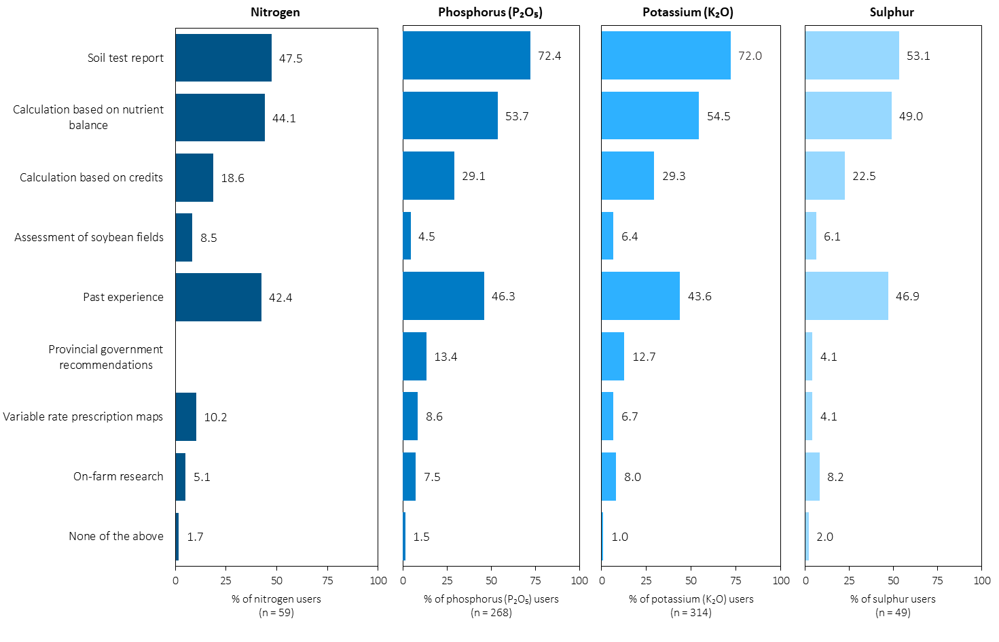 Nitrogen
Phosphorus (P₂O₅)
Potassium (K₂O)
Sulphur
Soil test report
47.5
72.4
72.0
53.1
Calculation based on nutrient
balance
44.1
53.7
54.5
49.0
Calculation based on credits
18.6
29.1
29.3
22.5
Assessment of soybean fields
8.5
4.5
6.4
6.1
Past experience
42.4
46.3
43.6
46.9
Provincial government
recommendations
13.4
12.7
4.1
Variable rate prescription maps
10.2
8.6
6.7
4.1
On-farm research
5.1
7.5
8.0
8.2
None of the above
1.7
1.5
1.0
2.0
0 25 50 75 100
0 25 50 75 100
0 25 50 75 100
0 25 50 75 100
% of nitrogen users
(n = 59)
% of phosphorus (P₂O₅) users
(n = 268)
% of potassium (K₂O) users
(n = 314)
% of sulphur users
(n = 49)